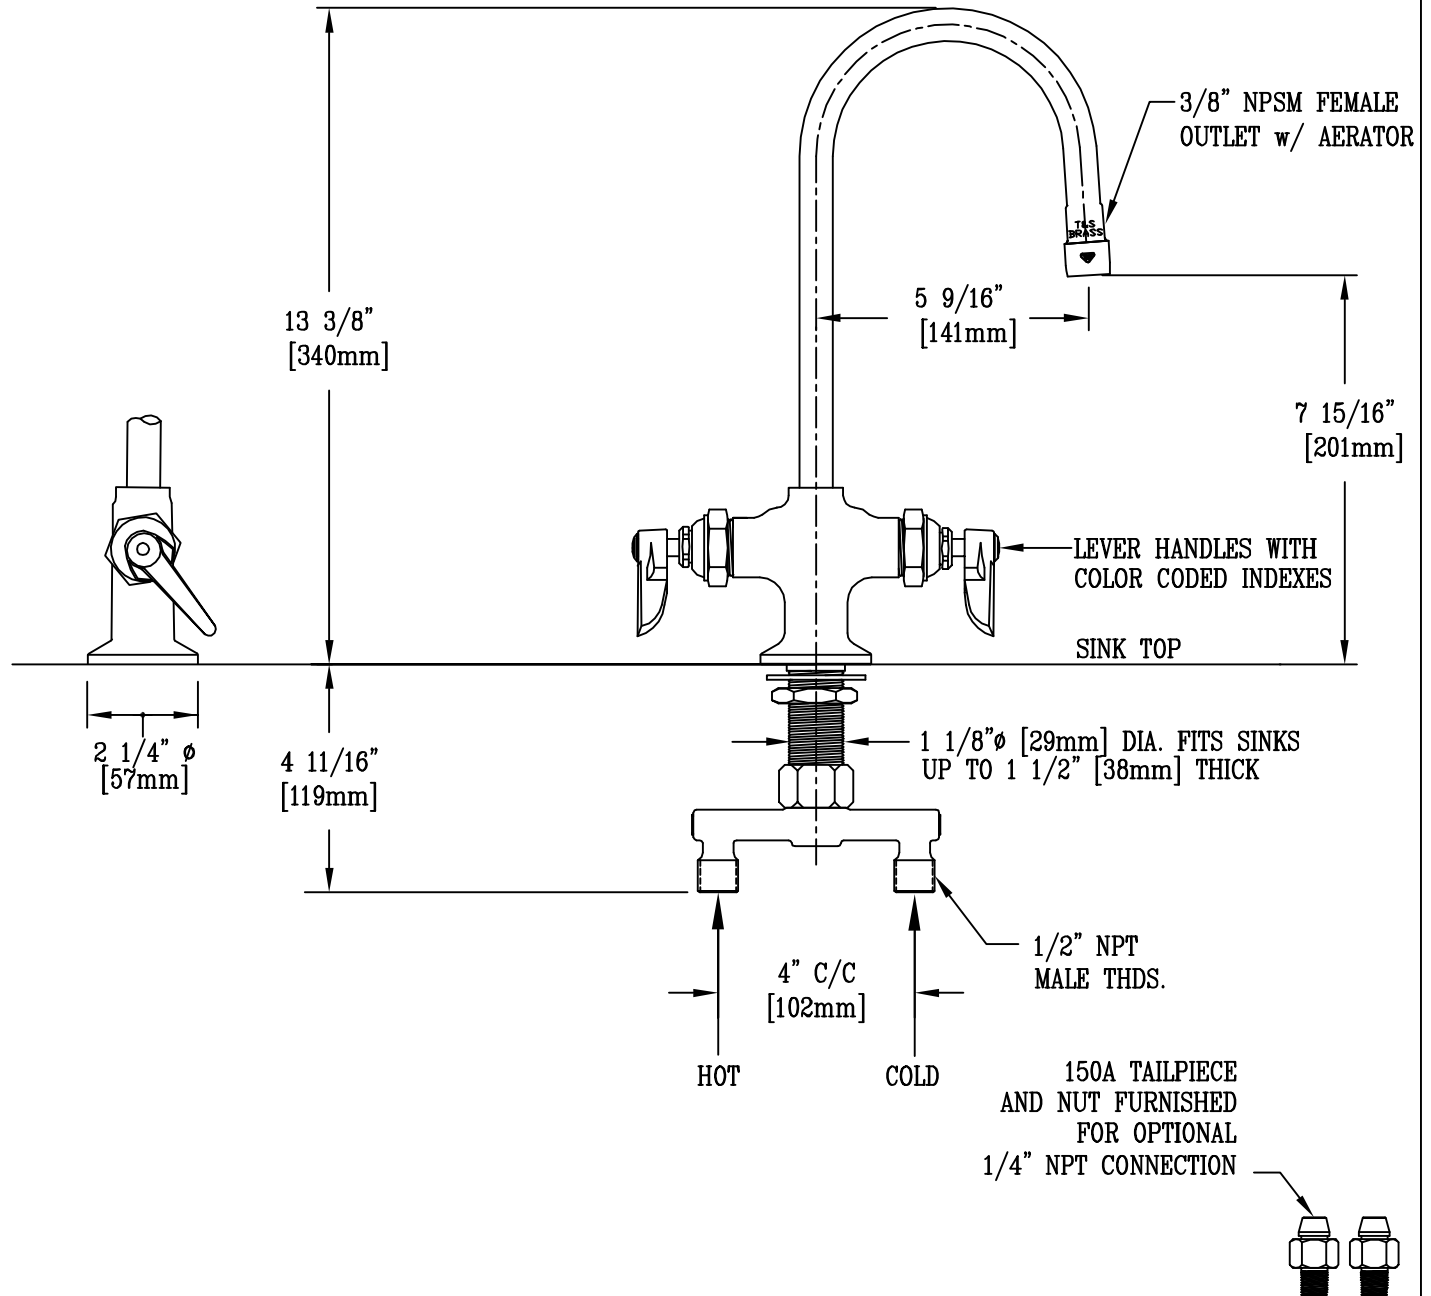 3/8” NPSM FEMALE
OUTLET w/ AERATOR
T&S
BRASS
5 9/16”
[141mm]
13 3/8”
[340mm]
7 15/16”
[201mm]
LEVER HANDLES WITH
COLOR CODED INDEXES
SINK TOP
2 1/4” ø
[57mm]
4 11/16”
[119mm]
1 1/8”ø [29mm] DIA. FITS SINKS
UP TO 1 1/2” [38mm] THICK
1/2” NPT
MALE THDS.
4” C/C
[102mm]
HOT
COLD
150A TAILPIECE
AND NUT FURNISHED
FOR OPTIONAL
1/4” NPT CONNECTION